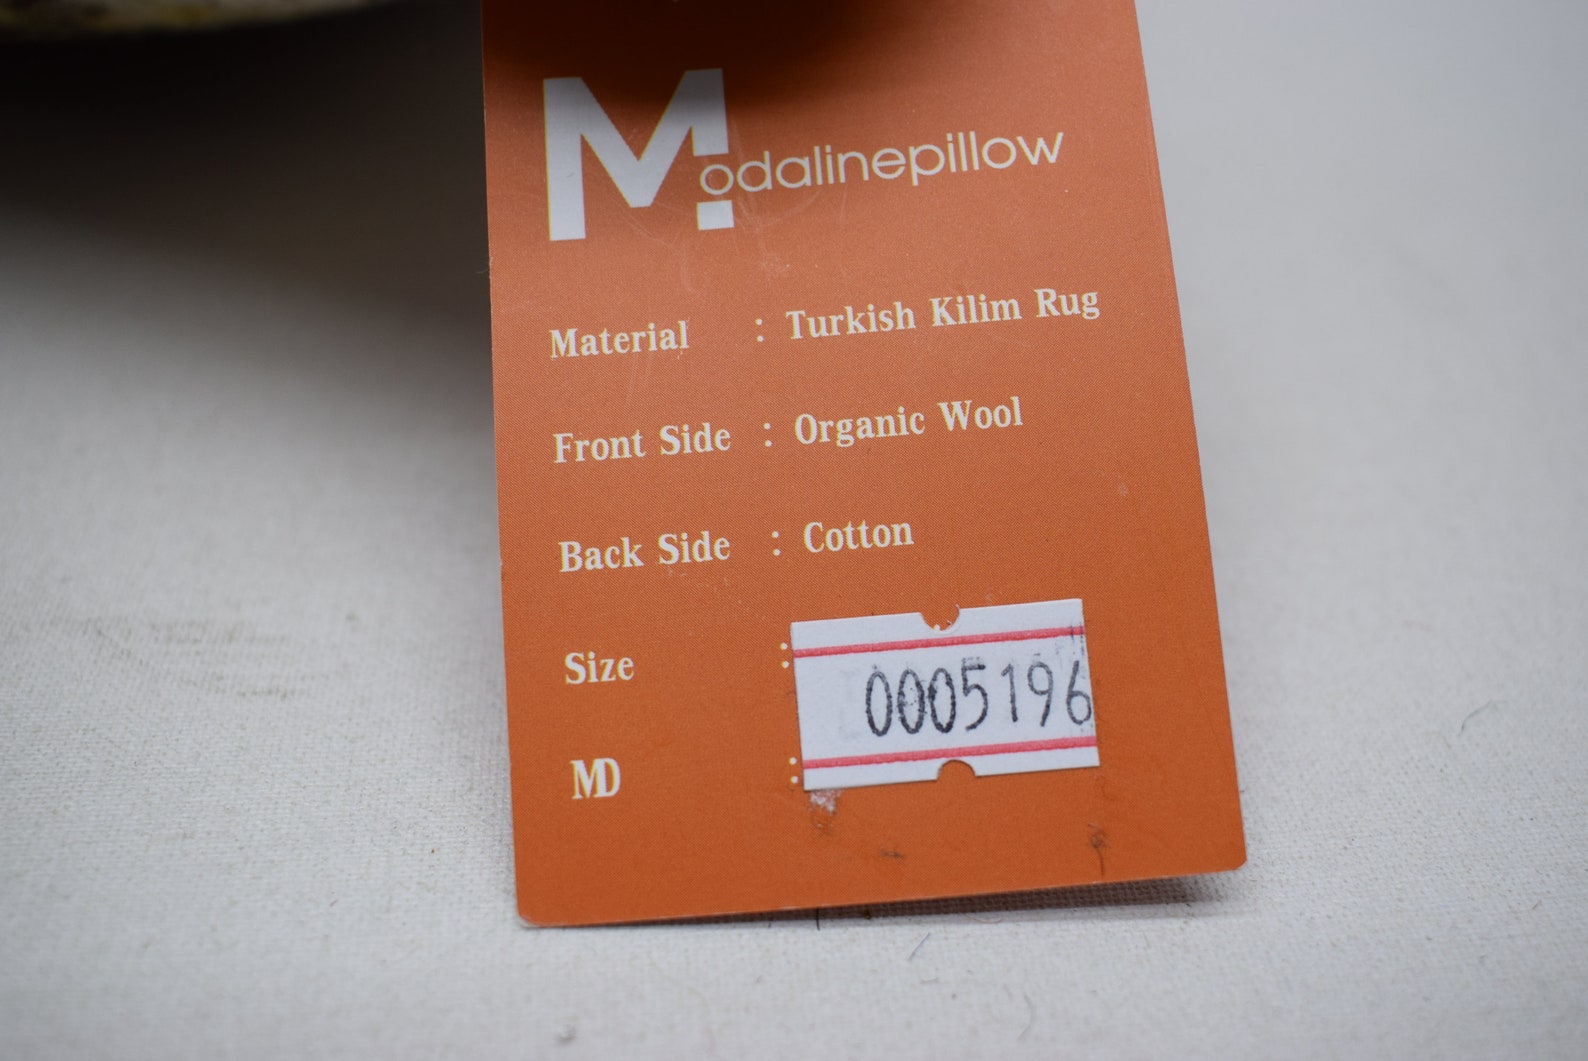 Modalinepillow
Material : Turkish Kilim Rug
Front Side : Organic Wool
Back Side : Cotton
Size :
0005196
MD :